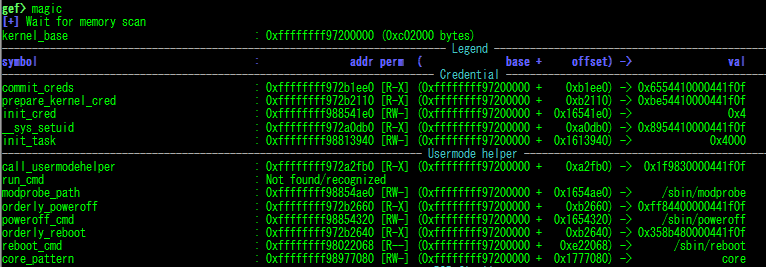 gef> magic
[+] Wait for memory scan
kernel_base : 0xffffffff97200000 (0xc02000 bytes)
Legend
symbol : addr perm ( base + offset) -> val
Credential
commit_creds : 0xffffffff972b1ee0 [R-X] (0xffffffff97200000 + 0xb1ee0) -> 0x6554410000441f0f
prepare_kernel_cred : 0xffffffff972b2110 [R-X] (0xffffffff97200000 + 0xb2110) -> 0xbe54410000441f0f
init_cred : 0xffffffff988541e0 [RW-] (0xffffffff97200000 + 0x16541e0) -> 0x4
__sys_setuid : 0xffffffff972a0db0 [R-X] (0xffffffff97200000 + 0xa0db0) -> 0x8954410000441f0f
init_task : 0xffffffff98813940 [RW-] (0xffffffff97200000 + 0x1613940) -> 0x4000
Usermode helper
call_usermodehelper : 0xffffffff972a2fb0 [R-X] (0xffffffff97200000 + 0xa2fb0) -> 0x1f9830000441f0f
run_cmd : Not found/recognized
modprobe_path : 0xffffffff98854ae0 [RW-] (0xffffffff97200000 + 0x1654ae0) -> /sbin/modprobe
orderly_poweroff : 0xffffffff972b2660 [R-X] (0xffffffff97200000 + 0xb2660) -> 0xff84400000441f0f
poweroff_cmd : 0xffffffff98854320 [RW-] (0xffffffff97200000 + 0x1654320) -> /sbin/poweroff
orderly_reboot : 0xffffffff972b2640 [R-X] (0xffffffff97200000 + 0xb2640) -> 0x358b480000441f0f
reboot_cmd : 0xffffffff98022068 [R--] (0xffffffff97200000 + 0xe22068) -> /sbin/reboot
core_pattern : 0xffffffff98977080 [RW-] (0xffffffff97200000 + 0x1777080) -> core